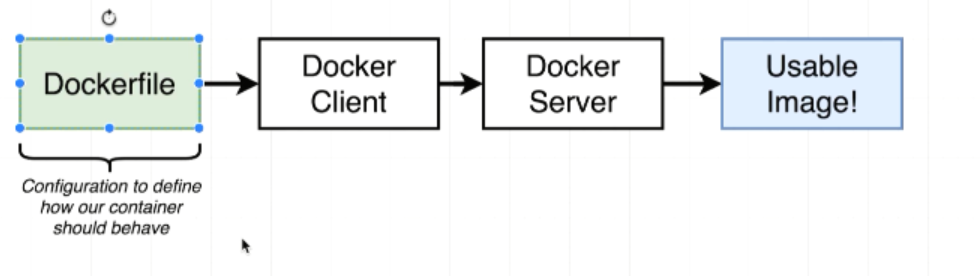 Dockerfile
Docker
Client
Docker
Server
Usable
Image!
Configuration to define
how our container
should behave